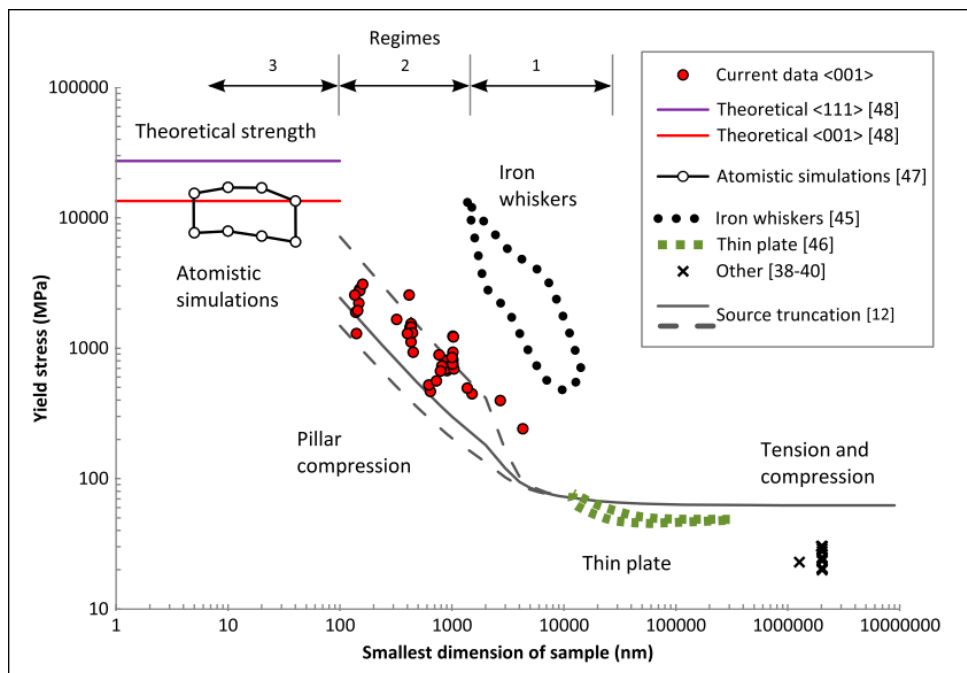 Regimes
3
2
1
100000
10000
1000
100
10
Yield stress (MPa)
Theoretical strength
Atomistic
simulations
Iron
whiskers
Pillar
compression
Tension and
compression
Thin plate
Current data <001>
Theoretical <111> [48]
Theoretical <001> [48]
Atomistic simulations [47]
Iron whiskers [45]
Thin plate [46]
Other [38-40]
Source truncation [12]
1
10
100
1000
10000
100000
1000000
10000000
Smallest dimension of sample (nm)